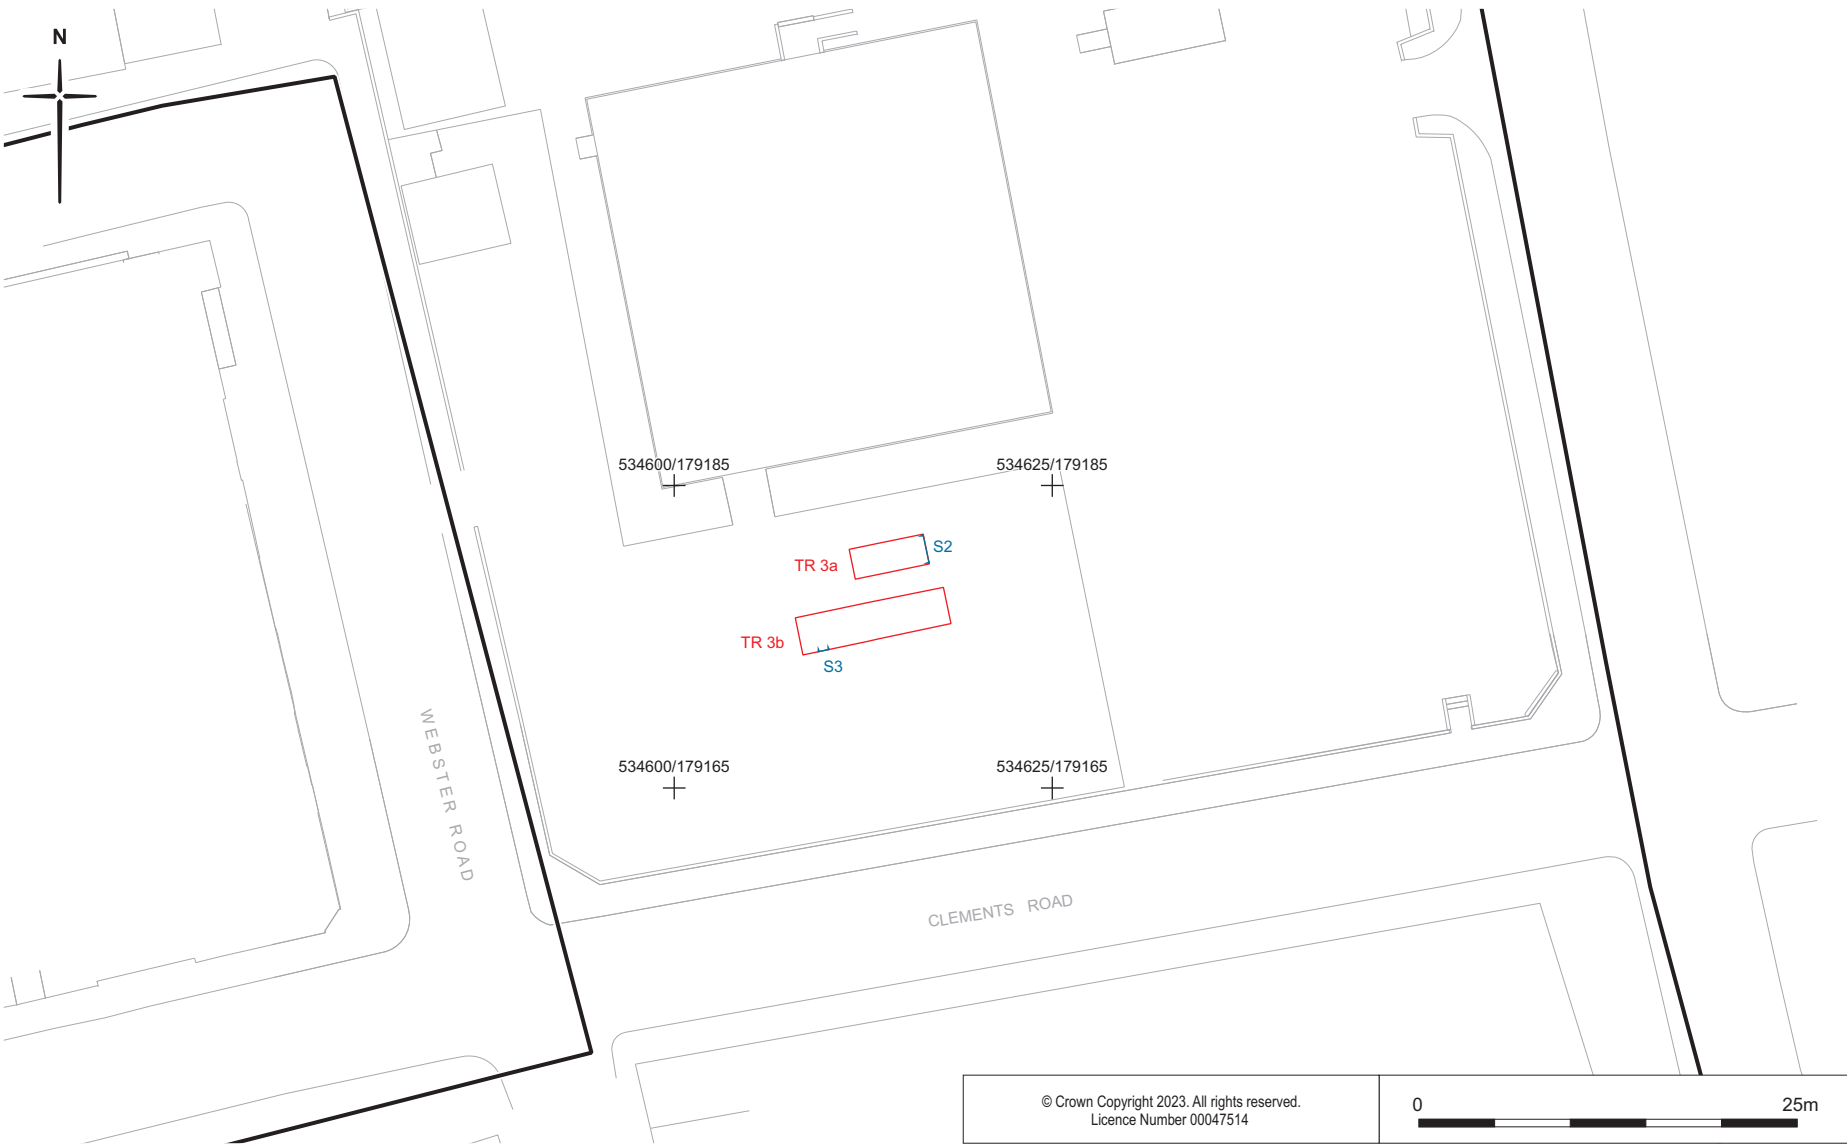 N
534600/179185
534625/179185
S2
TR 3a
TR 3b
S3
WEBSTER ROAD
534600/179165
534625/179165
CLEMENTS ROAD
© Crown Copyright 2023. All rights reserved.
Licence Number 00047514
0 25m